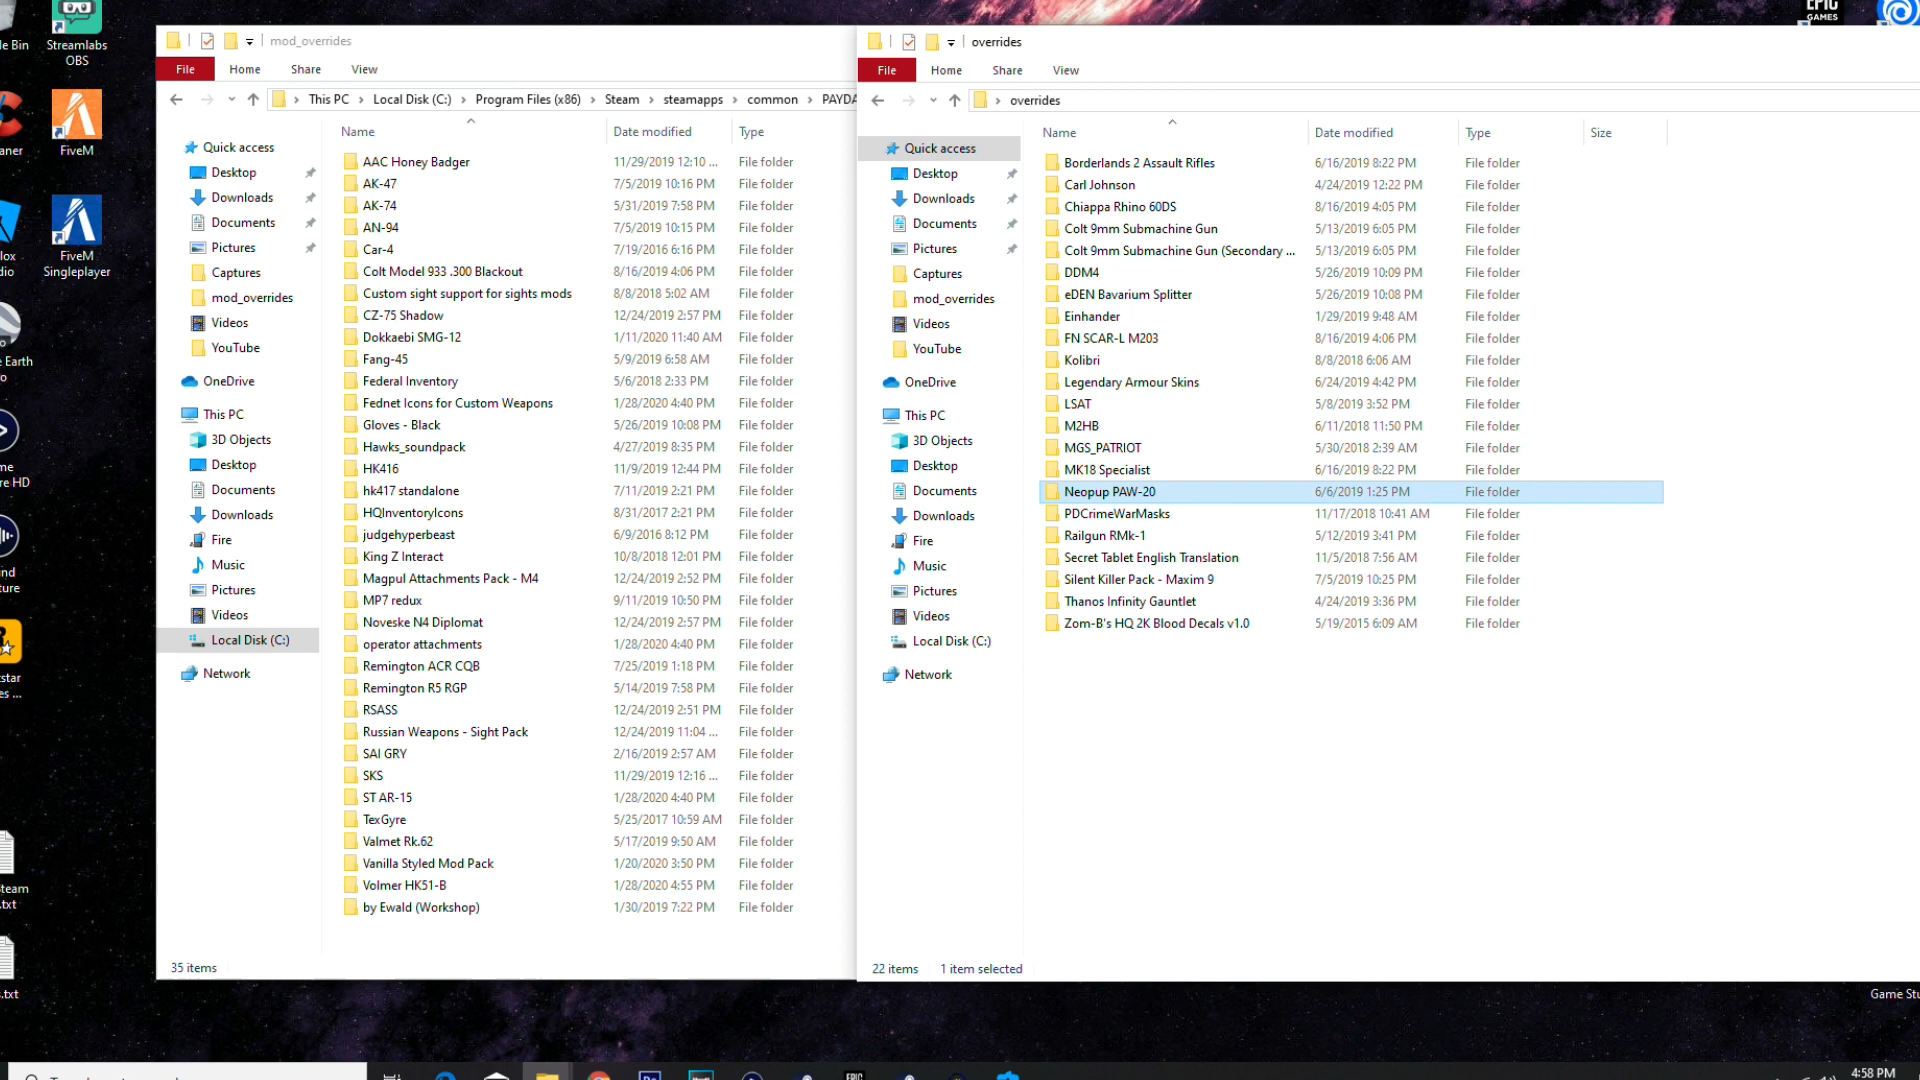 le Bin
Streamlabs
OBS
EPIC
GAMES
aner
FiveM
lox
dio
FiveM
Singleplayer
Earth
o
me
re HD
ind
ture
star
es ...
Steam
.txt
.txt
mod_overrides
File
Home
Share
View
This PC
Local Disk (C:)
Program Files (x86)
Steam
steamapps
common
PAYDA
Name
Date modified
Type
Quick access
Desktop
Downloads
Documents
Pictures
Captures
mod_overrides
Videos
YouTube
OneDrive
This PC
3D Objects
Desktop
Documents
Downloads
Fire
Music
Pictures
Videos
Local Disk (C:)
Network
AAC Honey Badger 11/29/2019 12:10 ... File folder
AK-47 7/5/2019 10:16 PM File folder
AK-74 5/31/2019 7:58 PM File folder
AN-94 7/5/2019 10:15 PM File folder
Car-4 7/19/2016 6:16 PM File folder
Colt Model 933 .300 Blackout 8/16/2019 4:06 PM File folder
Custom sight support for sights mods 8/8/2018 5:02 AM File folder
CZ-75 Shadow 12/24/2019 2:57 PM File folder
Dokkaebi SMG-12 1/11/2020 11:40 AM File folder
Fang-45 5/9/2019 6:58 AM File folder
Federal Inventory 5/6/2018 2:33 PM File folder
Fednet Icons for Custom Weapons 1/28/2020 4:40 PM File folder
Gloves - Black 5/26/2019 10:08 PM File folder
Hawks_soundpack 4/27/2019 8:35 PM File folder
HK416 11/9/2019 12:44 PM File folder
hk417 standalone 7/11/2019 2:21 PM File folder
HQInventoryIcons 8/31/2017 2:21 PM File folder
judgehyperbeast 6/9/2016 8:12 PM File folder
King Z Interact 10/8/2018 12:01 PM File folder
Magpul Attachments Pack - M4 12/24/2019 2:52 PM File folder
MP7 redux 9/11/2019 10:50 PM File folder
Noveske N4 Diplomat 12/24/2019 2:57 PM File folder
operator attachments 1/28/2020 4:40 PM File folder
Remington ACR CQB 7/25/2019 1:18 PM File folder
Remington R5 RGP 5/14/2019 7:58 PM File folder
RSASS 12/24/2019 2:51 PM File folder
Russian Weapons - Sight Pack 12/24/2019 11:04 ... File folder
SAI GRY 2/16/2019 2:57 AM File folder
SKS 11/29/2019 12:16 ... File folder
ST AR-15 1/28/2020 4:40 PM File folder
TexGyre 5/25/2017 10:59 AM File folder
Valmet Rk.62 5/17/2019 9:50 AM File folder
Vanilla Styled Mod Pack 1/20/2020 3:50 PM File folder
Volmer HK51-B 1/28/2020 4:55 PM File folder
by Ewald (Workshop) 1/30/2019 7:22 PM File folder
35 items
overrides
File
Home
Share
View
overrides
Name
Date modified
Type
Size
Quick access
Desktop
Downloads
Documents
Pictures
Captures
mod_overrides
Videos
YouTube
OneDrive
This PC
3D Objects
Desktop
Documents
Downloads
Fire
Music
Pictures
Videos
Local Disk (C:)
Network
Borderlands 2 Assault Rifles 6/16/2019 8:22 PM File folder
Carl Johnson 4/24/2019 12:22 PM File folder
Chiappa Rhino 60DS 8/16/2019 4:05 PM File folder
Colt 9mm Submachine Gun 5/13/2019 6:05 PM File folder
Colt 9mm Submachine Gun (Secondary ... 5/13/2019 6:05 PM File folder
DDM4 5/26/2019 10:09 PM File folder
eDEN Bavarium Splitter 5/26/2019 10:08 PM File folder
Einhander 1/29/2019 9:48 AM File folder
FN SCAR-L M203 8/16/2019 4:06 PM File folder
Kolibri 8/8/2018 6:06 AM File folder
Legendary Armour Skins 6/24/2019 4:42 PM File folder
LSAT 5/8/2019 3:52 PM File folder
M2HB 6/11/2018 11:50 PM File folder
MGS_PATRIOT 5/30/2018 2:39 AM File folder
MK18 Specialist 6/16/2019 8:22 PM File folder
Neopup PAW-20 6/6/2019 1:25 PM File folder
PDCrimeWarMasks 11/17/2018 10:41 AM File folder
Railgun RMk-1 5/12/2019 3:41 PM File folder
Secret Tablet English Translation 11/5/2018 7:56 AM File folder
Silent Killer Pack - Maxim 9 7/5/2019 10:25 PM File folder
Thanos Infinity Gauntlet 4/24/2019 3:36 PM File folder
Zom-B's HQ 2K Blood Decals v1.0 5/19/2015 6:09 AM File folder
22 items
1 item selected
Game Stu
4:58 PM